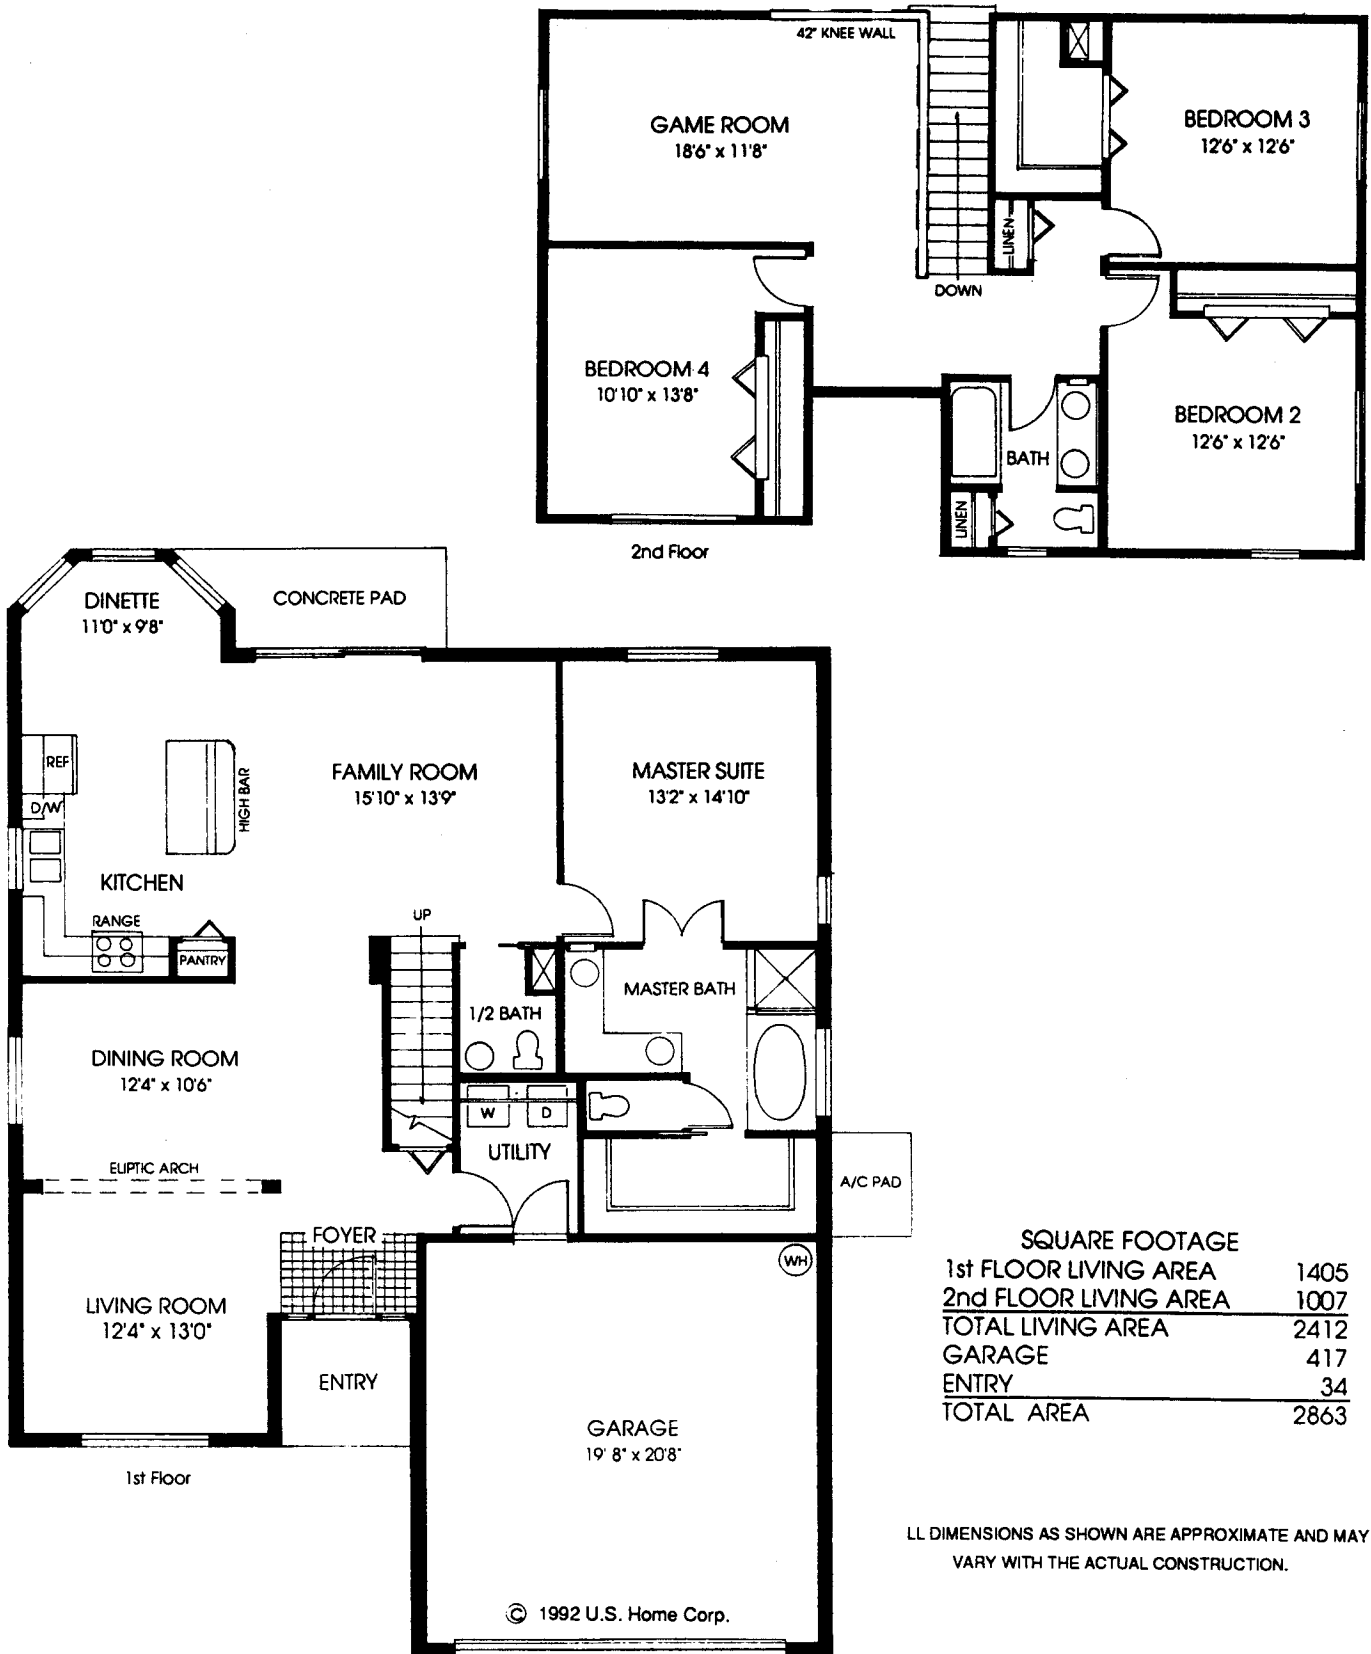 42" KNEE WALL
GAME ROOM
18'6" x 11'8"
BEDROOM 3
12'6" x 12'6"
LINEN
DOWN
BEDROOM 4
10'10" x 13'8"
BEDROOM 2
12'6" x 12'6"
BATH
LINEN
2nd Floor
DINETTE
11'0" x 9'8"
CONCRETE PAD
REF
D/W
HIGH BAR
FAMILY ROOM
15'10" x 13'9"
MASTER SUITE
13'2" x 14'10"
KITCHEN
RANGE
PANTRY
UP
1/2 BATH
MASTER BATH
DINING ROOM
12'4" x 10'6"
W
D
UTILITY
ELIPTIC ARCH
A/C PAD
FOYER
WH
LIVING ROOM
12'4" x 13'0"
ENTRY
GARAGE
19' 8" x 20'8"
1st Floor
© 1992 U.S. Home Corp.
SQUARE FOOTAGE
1st FLOOR LIVING AREA 1405
2nd FLOOR LIVING AREA 1007
TOTAL LIVING AREA 2412
GARAGE 417
ENTRY 34
TOTAL AREA 2863
LL DIMENSIONS AS SHOWN ARE APPROXIMATE AND MAY
VARY WITH THE ACTUAL CONSTRUCTION.